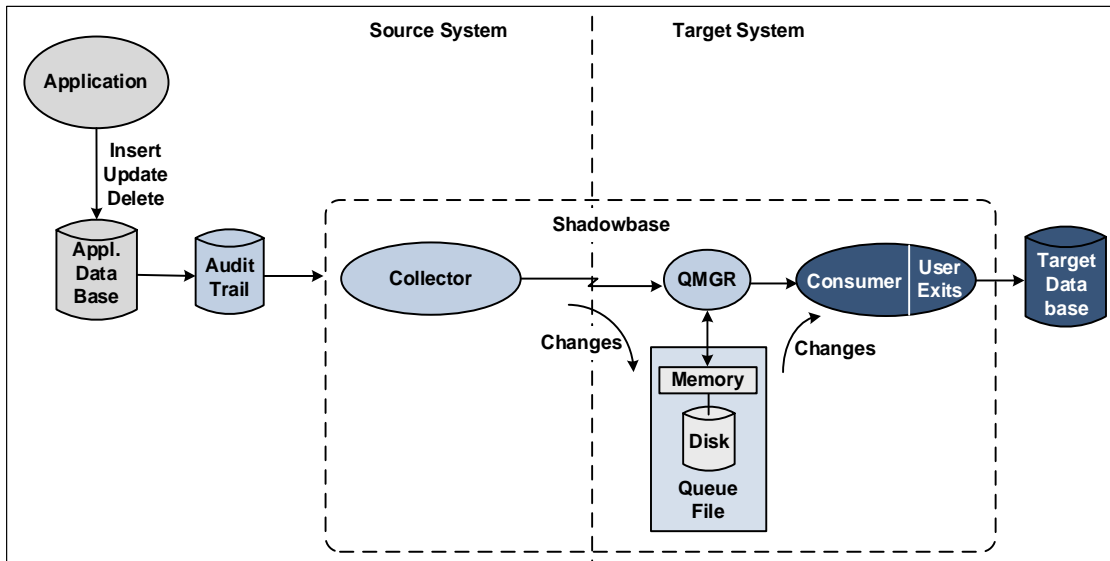 Source System
Target System
Application
Insert
Update
Delete
Appl.
Data
Base
Audit
Trail
Shadowbase
Collector
QMGR
Consumer
User
Exits
Target
Data
base
Changes
Changes
Memory
Disk
Queue
File